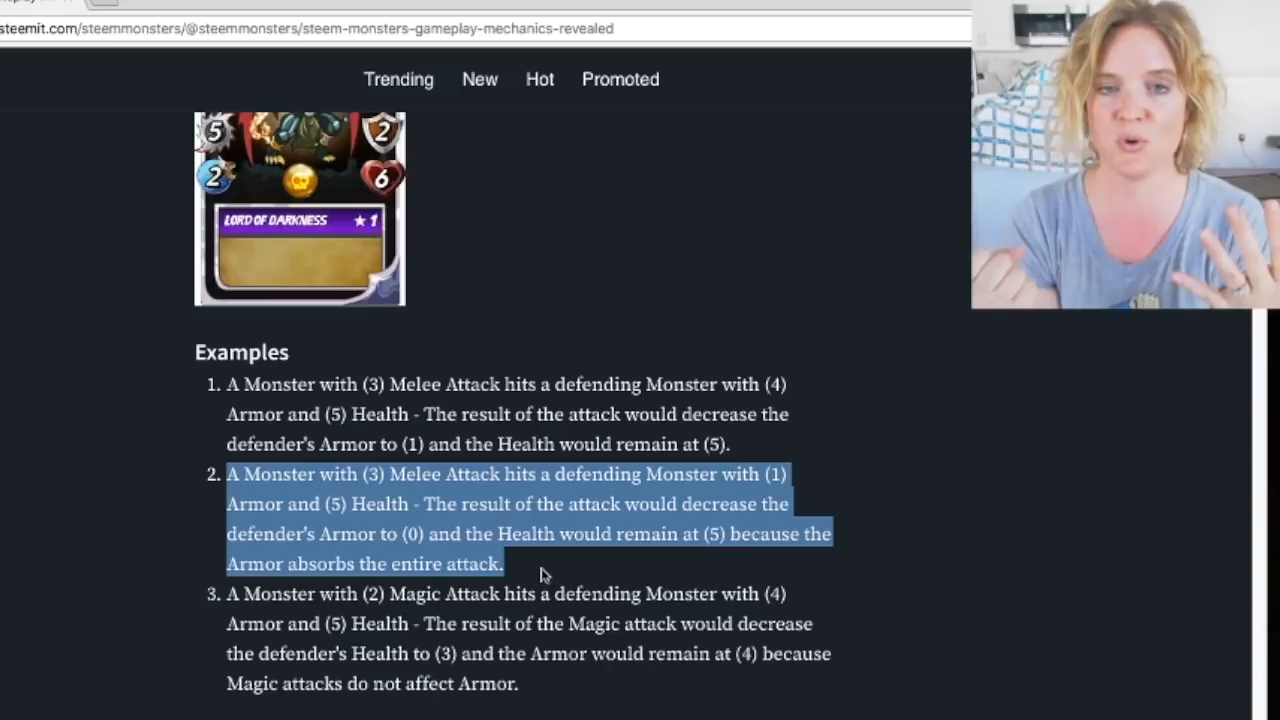 steemit.com/steemmonsters/@steemmonsters/steem-monsters-gameplay-mechanics-revealed
Trending New Hot Promoted
5 2
2 6
LORD OF DARKNESS ★ 1
Examples
1. A Monster with (3) Melee Attack hits a defending Monster with (4)
Armor and (5) Health - The result of the attack would decrease the
defender's Armor to (1) and the Health would remain at (5).
2. A Monster with (3) Melee Attack hits a defending Monster with (1)
Armor and (5) Health - The result of the attack would decrease the
defender's Armor to (0) and the Health would remain at (5) because the
Armor absorbs the entire attack.
3. A Monster with (2) Magic Attack hits a defending Monster with (4)
Armor and (5) Health - The result of the Magic attack would decrease
the defender's Health to (3) and the Armor would remain at (4) because
Magic attacks do not affect Armor.